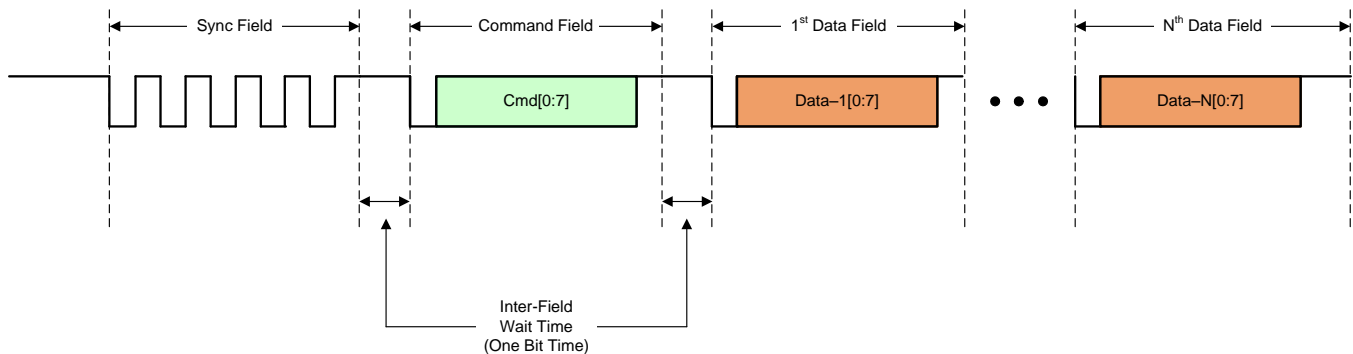 Sync Field
Command Field
1st Data Field
Nth Data Field
Cmd[0:7]
Data–1[0:7]
Data–N[0:7]
Inter-Field
Wait Time
(One Bit Time)